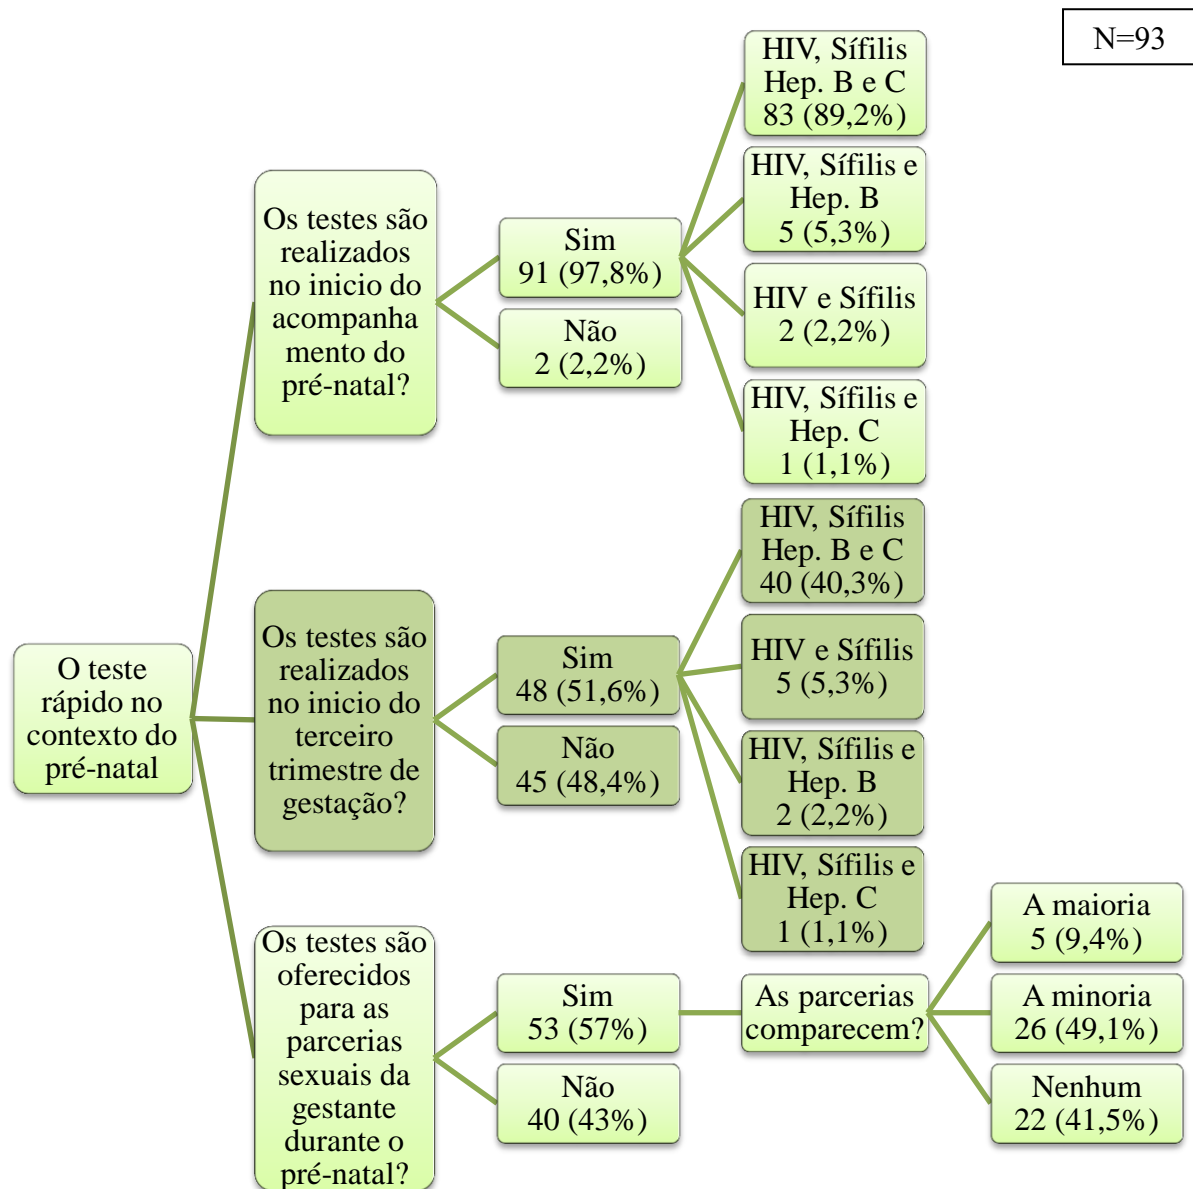 N=93
O teste
rápido no
contexto do
pré-natal
Os testes são
realizados
no inicio do
acompanha
mento do
pré-natal?
Sim
91 (97,8%)
Não
2 (2,2%)
HIV, Sífilis
Hep. B e C
83 (89,2%)
HIV, Sífilis e
Hep. B
5 (5,3%)
HIV e Sífilis
2 (2,2%)
HIV, Sífilis e
Hep. C
1 (1,1%)
Os testes são
realizados
no inicio do
terceiro
trimestre de
gestação?
Sim
48 (51,6%)
Não
45 (48,4%)
HIV, Sífilis
Hep. B e C
40 (40,3%)
HIV e Sífilis
5 (5,3%)
HIV, Sífilis e
Hep. B
2 (2,2%)
HIV, Sífilis e
Hep. C
1 (1,1%)
Os testes são
oferecidos
para as
parcerias
sexuais da
gestante
durante o
pré-natal?
Sim
53 (57%)
Não
40 (43%)
As parcerias
comparecem?
A maioria
5 (9,4%)
A minoria
26 (49,1%)
Nenhum
22 (41,5%)